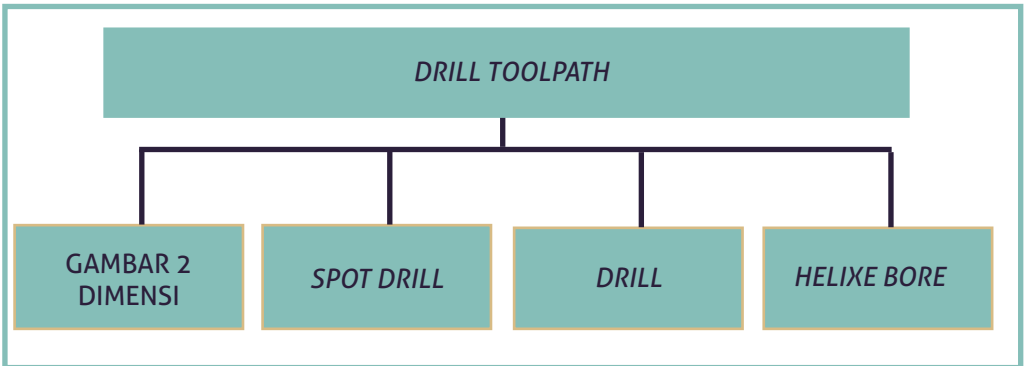 DRILL TOOLPATH
GAMBAR 2
DIMENSI
SPOT DRILL
DRILL
HELIXE BORE